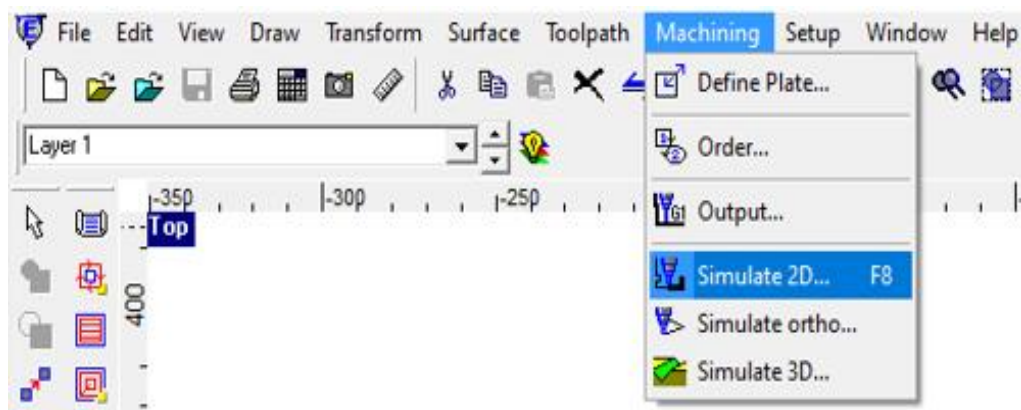 File Edit View Draw Transform Surface Toolpath Machining Setup Window Help
Define Plate...
Layer 1
Order...
-350 -300 -250
Output...
Top
Simulate 2D... F8
400
Simulate ortho...
Simulate 3D...